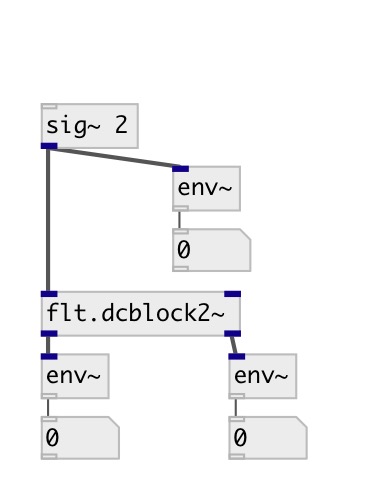 sig~ 2
env~
0
flt.dcblock2~
env~ env~
0 0